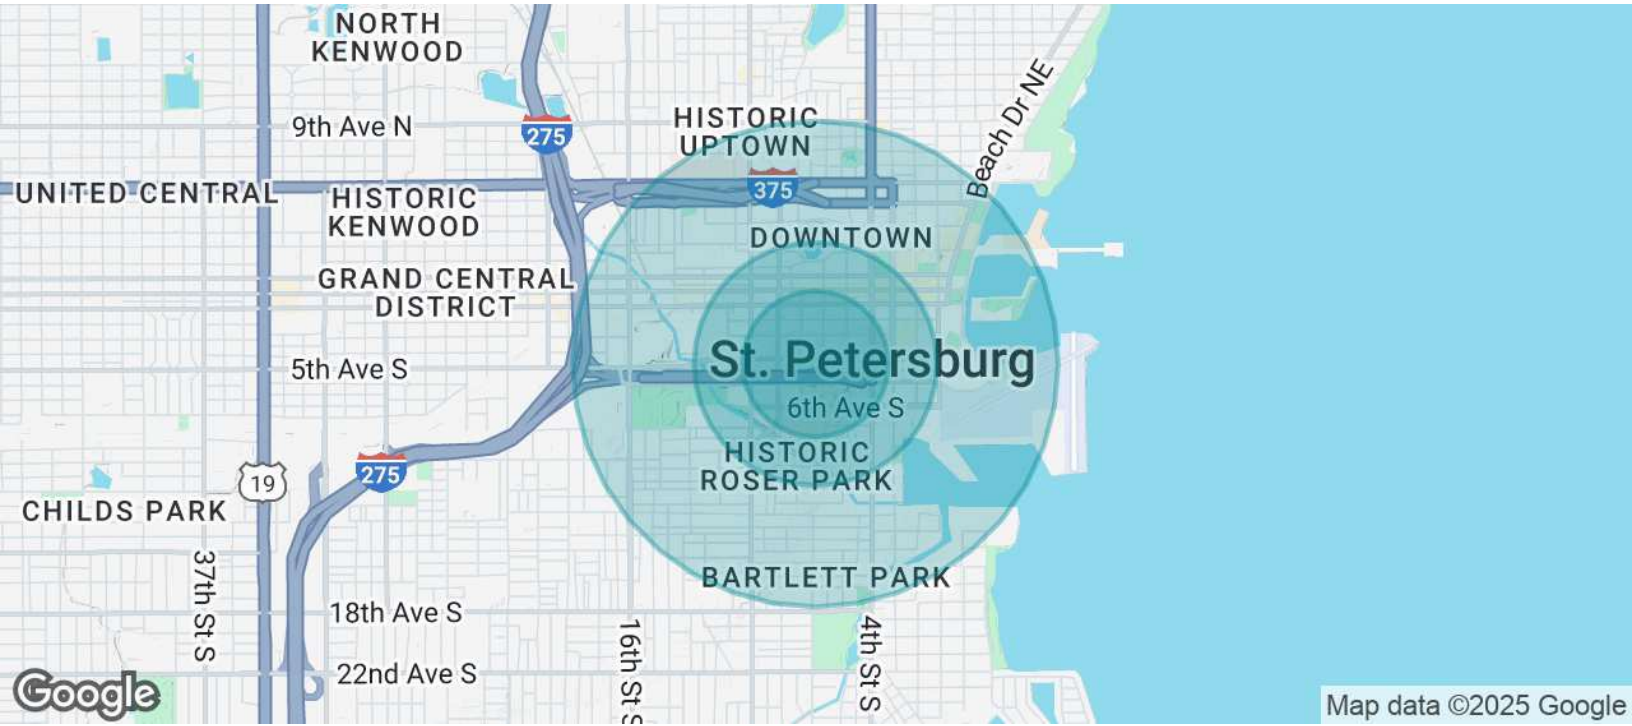 NORTH
KENWOOD
9th Ave N
275
HISTORIC
UPTOWN
Beach Dr NE
UNITED CENTRAL
HISTORIC
KENWOOD
375
DOWNTOWN
GRAND CENTRAL
DISTRICT
5th Ave S
St. Petersburg
6th Ave S
HISTORIC
ROSER PARK
275
19
CHILDS PARK
37th St S
BARTLETT PARK
18th Ave S
16th St S
4th St S
22nd Ave S
Google
Map data ©2025 Google